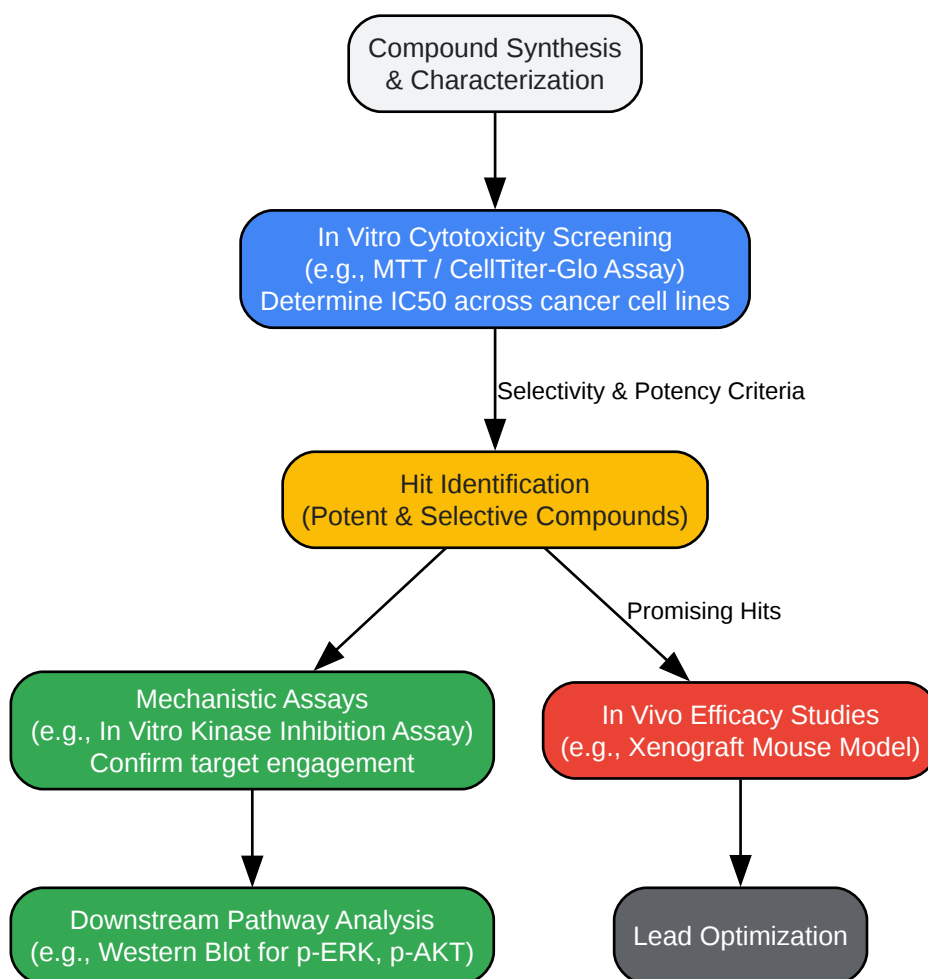 Compound Synthesis
& Characterization
In Vitro Cytotoxicity Screening
(e.g., MTT / CellTiter-Glo Assay)
Determine IC50 across cancer cell lines
Selectivity & Potency Criteria
Hit Identification
(Potent & Selective Compounds)
Promising Hits
Mechanistic Assays
(e.g., In Vitro Kinase Inhibition Assay)
Confirm target engagement
In Vivo Efficacy Studies
(e.g., Xenograft Mouse Model)
Downstream Pathway Analysis
(e.g., Western Blot for p-ERK, p-AKT)
Lead Optimization